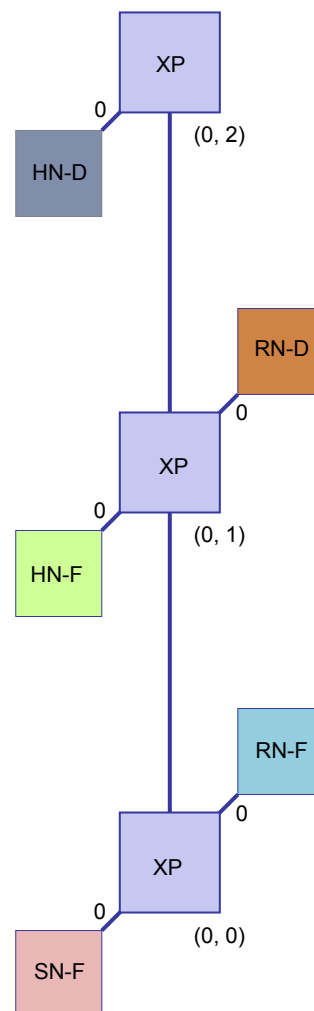 XP
0
(0, 2)
HN-D
RN-D
0
XP
0
(0, 1)
HN-F
RN-F
0
XP
0
(0, 0)
SN-F